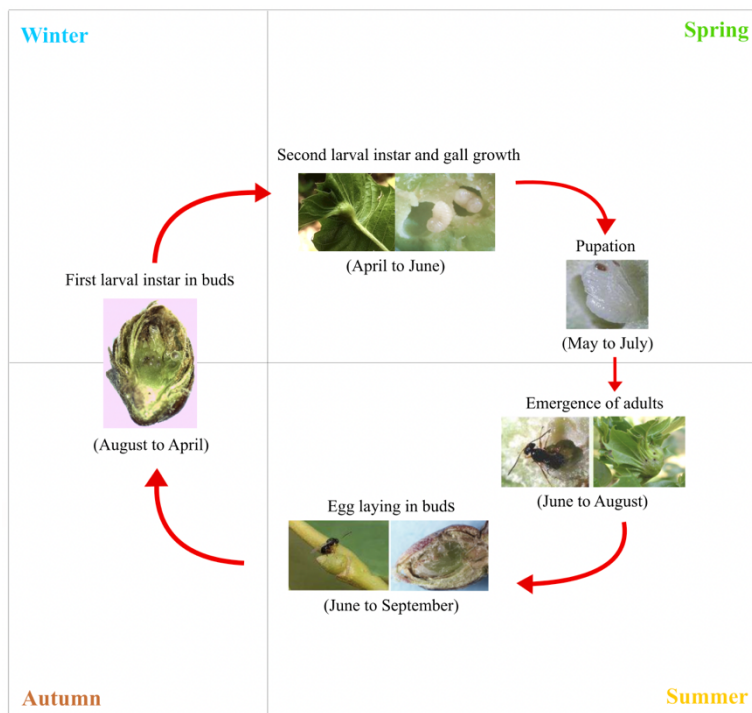 Winter
Spring
Second larval instar and gall growth
(April to June)
Pupation
(May to July)
First larval instar in buds
(August to April)
Emergence of adults
(June to August)
Egg laying in buds
(June to September)
Autumn
Summer